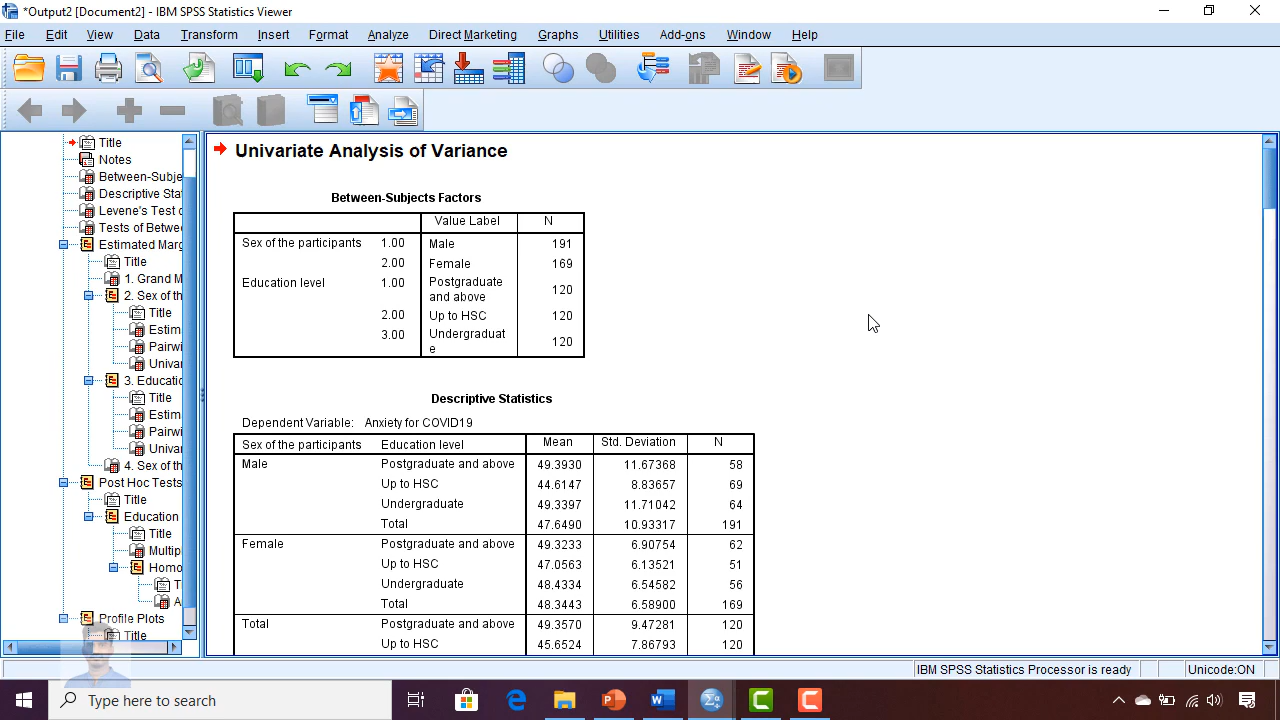 *Output2 [Document2] - IBM SPSS Statistics Viewer
File Edit View Data Transform Insert Format Analyze Direct Marketing Graphs Utilities Add-ons Window Help
Title
Notes
Between-Subje
Descriptive Sta
Levene's Test o
Tests of Betwe
Estimated Marg
Title
1. Grand M
2. Sex of th
Title
Estim
Pairw
Univa
3. Educatio
Title
Estim
Pairw
Univa
4. Sex of th
Post Hoc Tests
Title
Education
Title
Multip
Homo
T
A
Profile Plots
Title
Univariate Analysis of Variance
Between-Subjects Factors
Value Label N
Sex of the participants 1.00 Male 191
2.00 Female 169
Education level 1.00 Postgraduate
and above 120
2.00 Up to HSC 120
3.00 Undergraduat
e 120
Descriptive Statistics
Dependent Variable: Anxiety for COVID19
Sex of the participants Education level Mean Std. Deviation N
Male Postgraduate and above 49.3930 11.67368 58
Up to HSC 44.6147 8.83657 69
Undergraduate 49.3397 11.71042 64
Total 47.6490 10.93317 191
Female Postgraduate and above 49.3233 6.90754 62
Up to HSC 47.0563 6.13521 51
Undergraduate 48.4334 6.54582 56
Total 48.3443 6.58900 169
Total Postgraduate and above 49.3570 9.47281 120
Up to HSC 45.6524 7.86793 120
IBM SPSS Statistics Processor is ready Unicode:ON
Type here to search